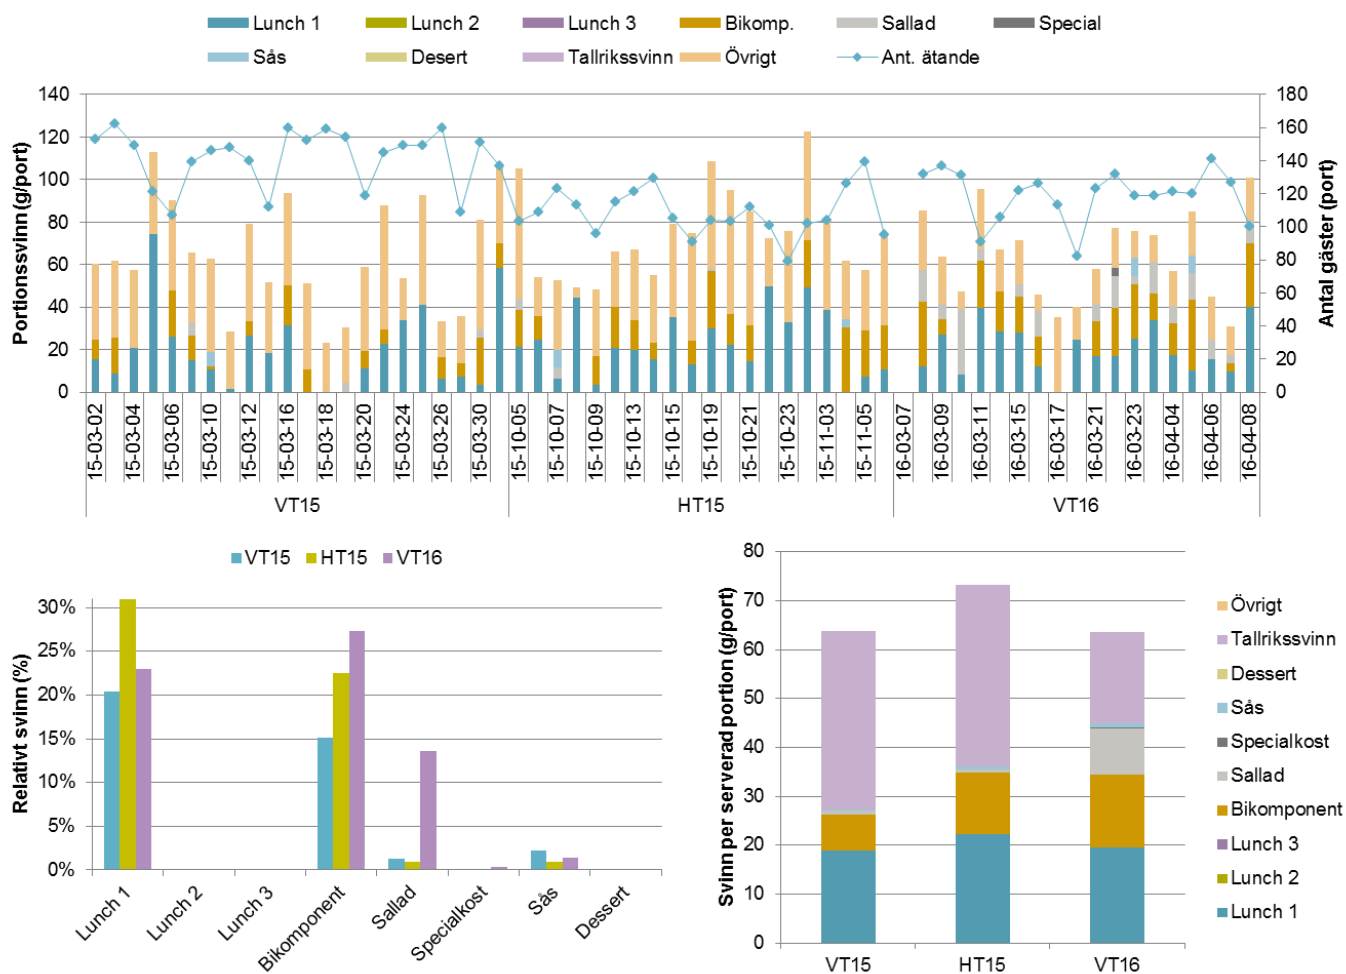 Lunch 1 Lunch 2 Lunch 3 Bikomp. Sallad Special
Sås Desert Tallrikssvinn Övrigt Ant. ätande
Portionssvinn (g/port)
140
120
100
80
60
40
20
0
180
160
140
120
100
80
60
40
20
0
Antal gäster (port)
15-03-02
15-03-04
15-03-06
15-03-10
15-03-12
15-03-16
15-03-18
15-03-20
15-03-24
15-03-26
15-03-30
15-10-05
15-10-07
15-10-09
15-10-13
15-10-15
15-10-19
15-10-21
15-10-23
15-11-03
15-11-05
16-03-07
16-03-09
16-03-11
16-03-15
16-03-17
16-03-21
16-03-23
16-04-04
16-04-06
16-04-08
VT15 HT15 VT16
VT15 HT15 VT16
Relativt svinn (%)
30%
25%
20%
15%
10%
5%
0%
Lunch 1
Lunch 2
Lunch 3
Bikomponent
Sallad
Specialkost
Sås
Dessert
Svinn per serverad portion (g/port)
80
70
60
50
40
30
20
10
0
VT15 HT15 VT16
Övrigt
Tallrikssvinn
Dessert
Sås
Specialkost
Sallad
Bikomponent
Lunch 3
Lunch 2
Lunch 1